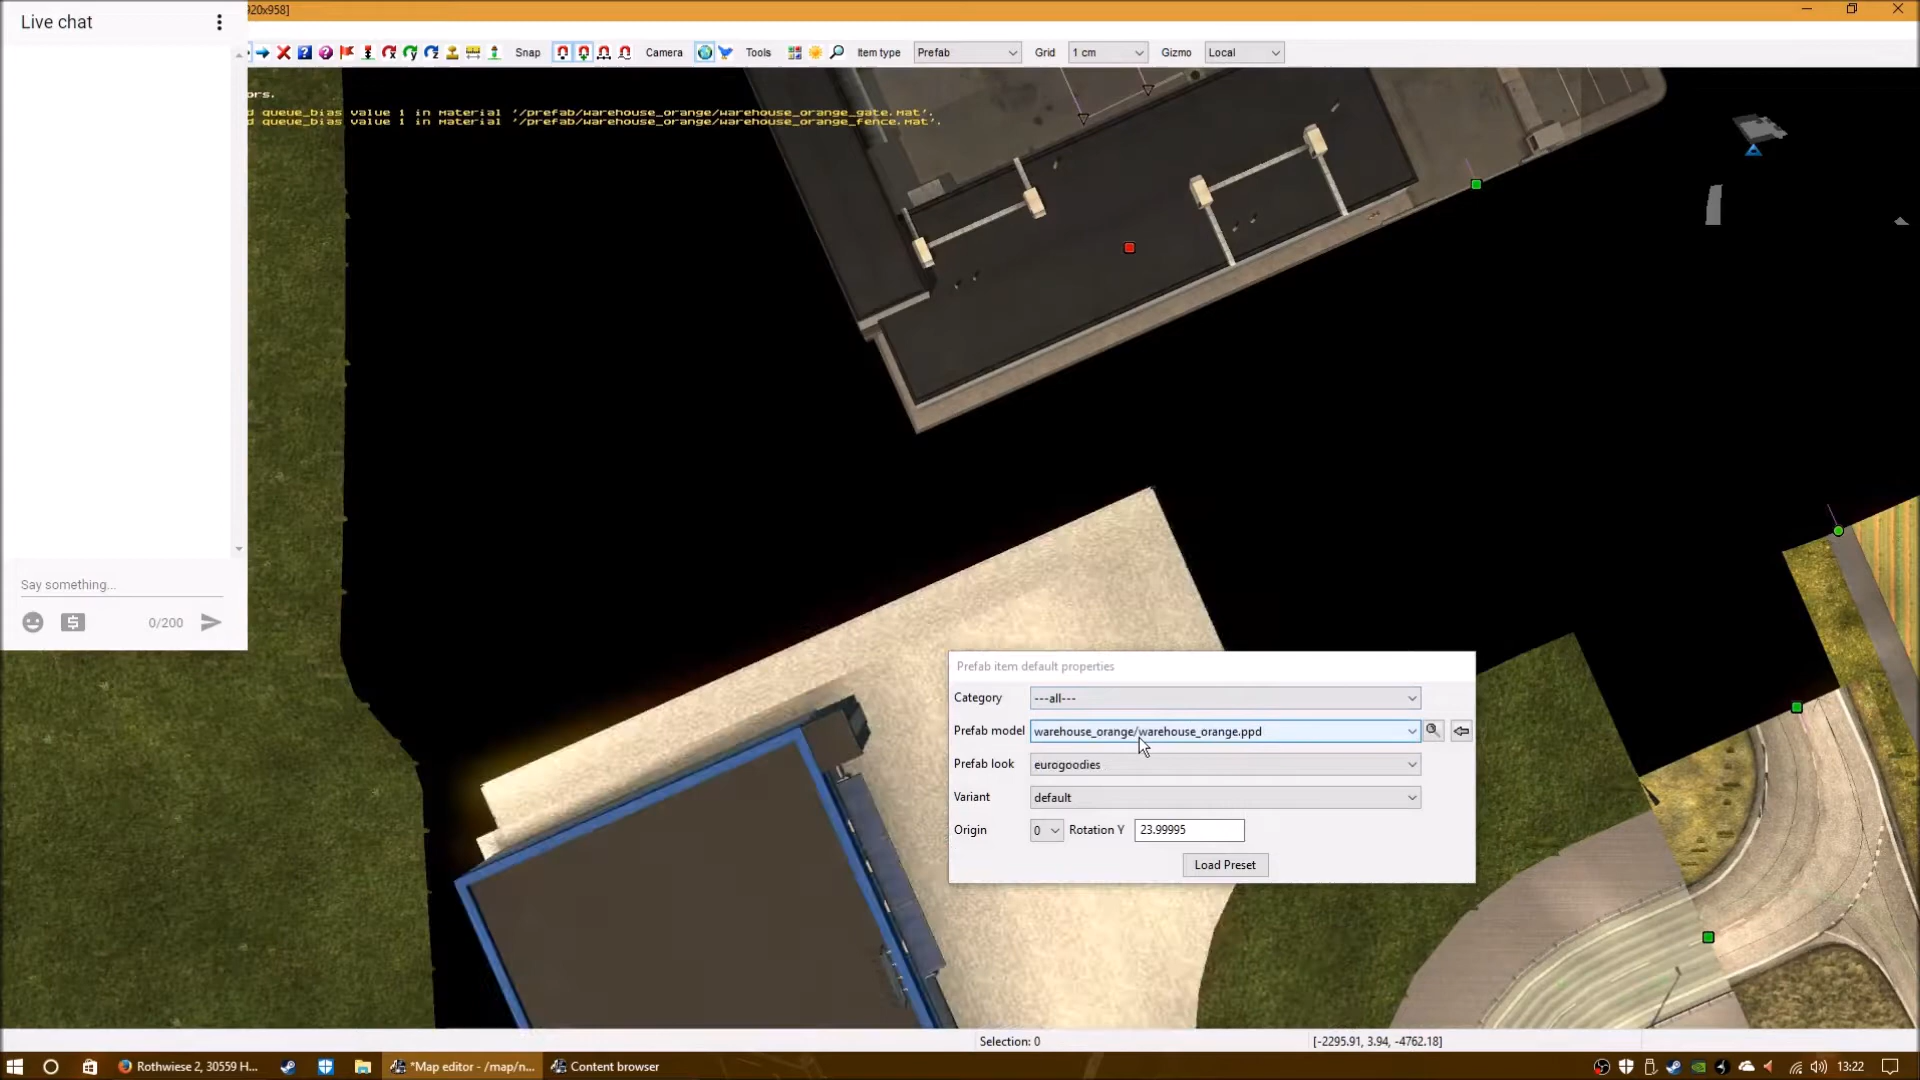 920x958]
Live chat
Snap
Camera
Tools
Item type
Prefab
Grid
1 cm
Gizmo
Local
ors.
d queue_bias value 1 in material '/prefab/warehouse_orange/warehouse_orange_gate.mat'.
d queue_bias value 1 in material '/prefab/warehouse_orange/warehouse_orange_fence.mat'.
Say something...
0/200
Prefab item default properties
Category
---all---
Prefab model
warehouse_orange/warehouse_orange.ppd
Prefab look
eurogoodies
Variant
default
Origin
0
Rotation Y
23.99995
Load Preset
Selection: 0
[-2295.91, 3.94, -4762.18]
Rothwiese 2, 30559 H...
*Map editor - /map/n...
Content browser
13:22